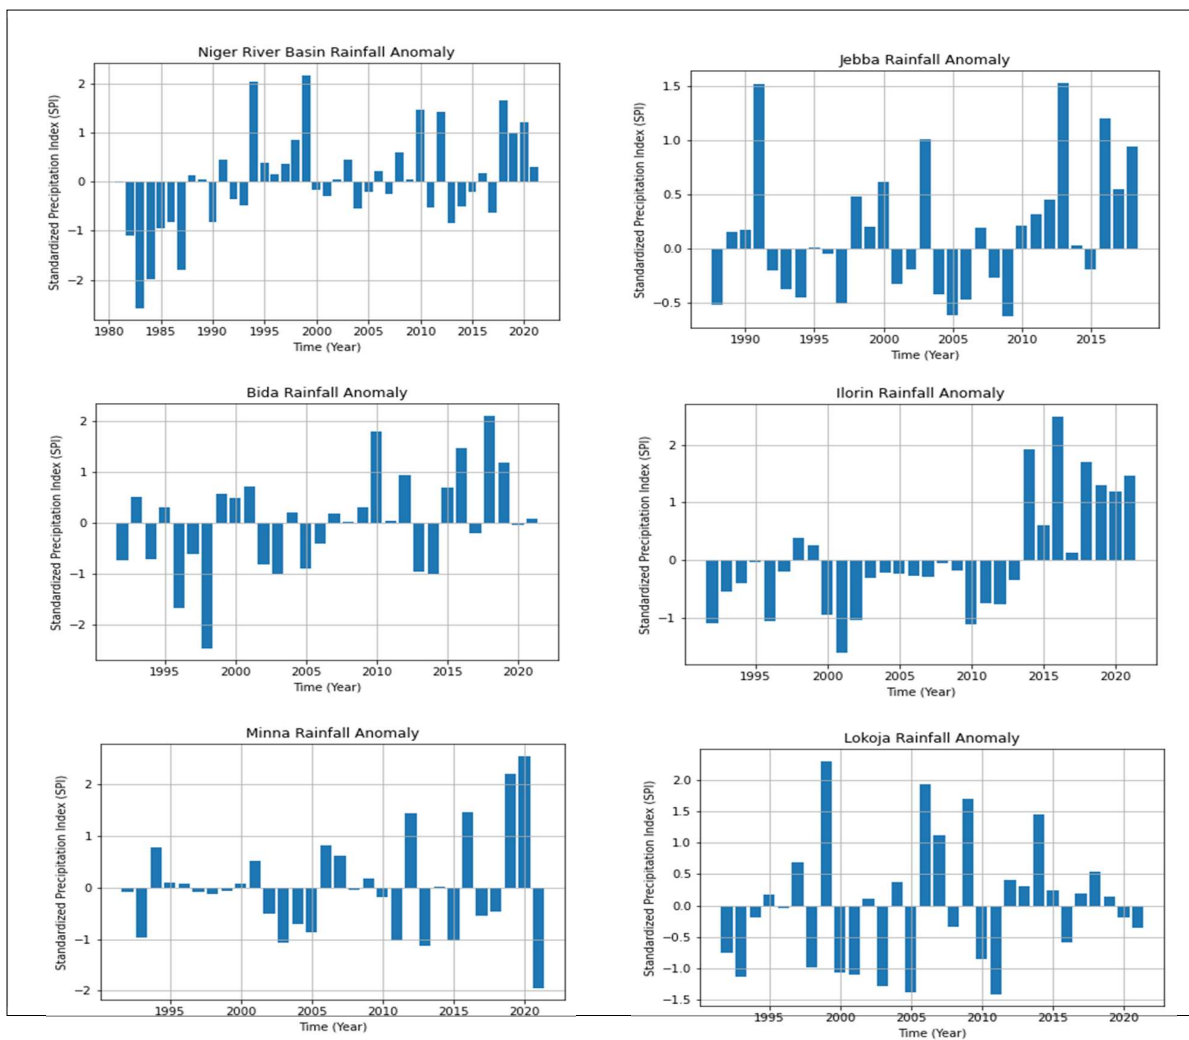 Niger River Basin Rainfall Anomaly
Standardized Precipitation Index (SPI)
2
1
0
−1
−2
1980 1985 1990 1995 2000 2005 2010 2015 2020
Time (Year)
Jebba Rainfall Anomaly
Standardized Precipitation Index (SPI)
1.5
1.0
0.5
0.0
−0.5
1990 1995 2000 2005 2010 2015
Time (Year)
Bida Rainfall Anomaly
Standardized Precipitation Index (SPI)
2
1
0
−1
−2
1995 2000 2005 2010 2015 2020
Time (Year)
Ilorin Rainfall Anomaly
Standardized Precipitation Index (SPI)
2
1
0
−1
1995 2000 2005 2010 2015 2020
Time (Year)
Minna Rainfall Anomaly
Standardized Precipitation Index (SPI)
2
1
0
−1
−2
1995 2000 2005 2010 2015 2020
Time (Year)
Lokoja Rainfall Anomaly
Standardized Precipitation Index (SPI)
2.0
1.5
1.0
0.5
0.0
−0.5
−1.0
−1.5
1995 2000 2005 2010 2015 2020
Time (Year)